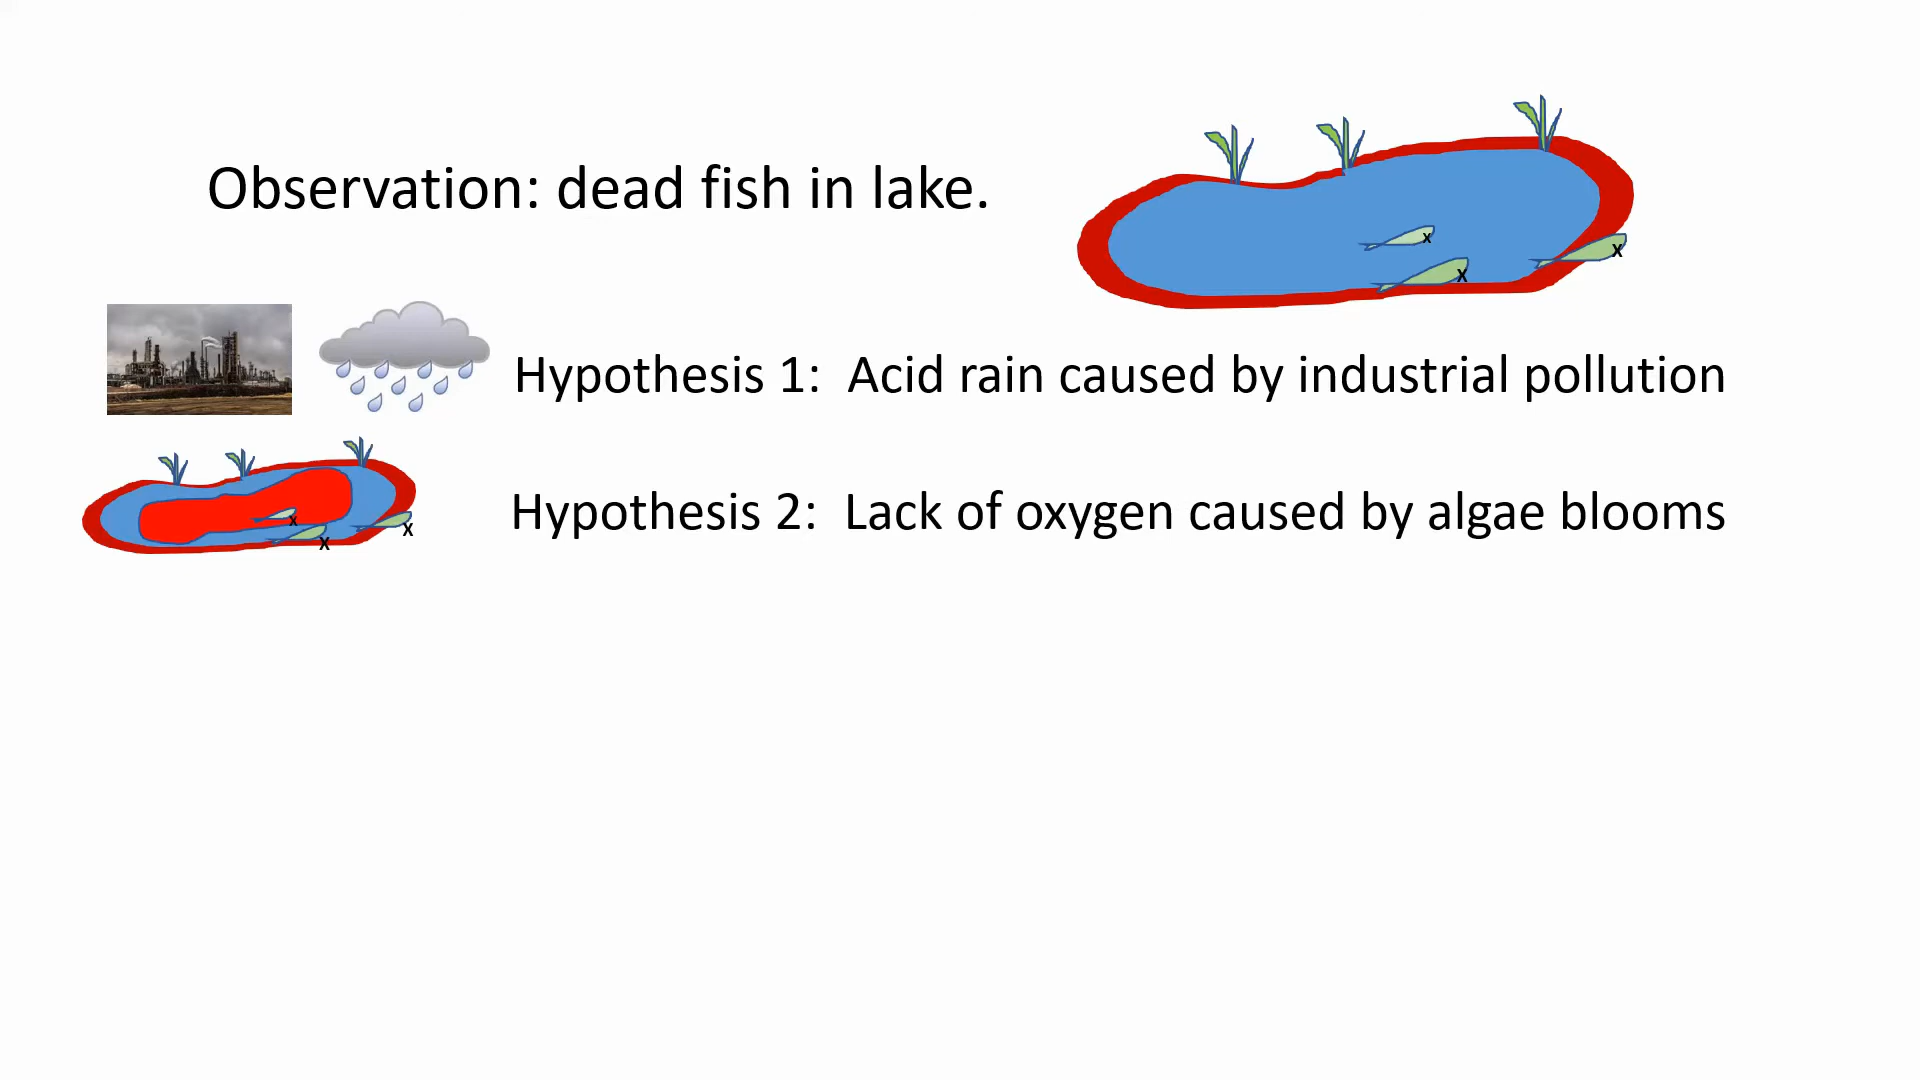 Observation: dead fish in lake.
x
x
x
Hypothesis 1:  Acid rain caused by industrial pollution
Hypothesis 2:  Lack of oxygen caused by algae blooms
x
x
x